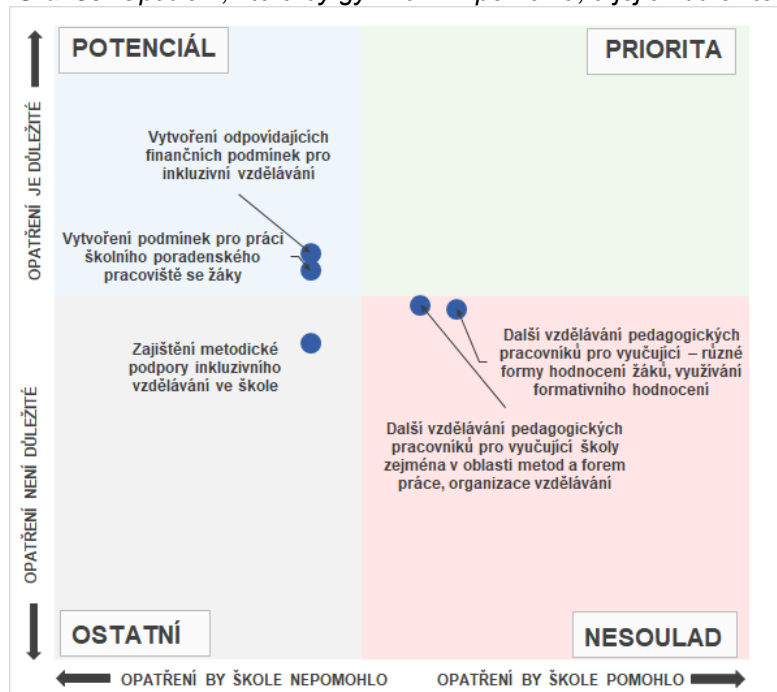 POTENCIÁL
PRIORITA
OPATŘENÍ JE DŮLEŽITÉ
Vytvoření odpovídajících
finančních podmínek pro
inkluzivní vzdělávání
Vytvoření podmínek pro práci
školního poradenského
pracoviště se žáky
Zajištění metodické
podpory inkluzivního
vzdělávání ve škole
Další vzdělávání pedagogických
pracovníků pro vyučující – různé
formy hodnocení žáků, využívání
formativního hodnocení
Další vzdělávání pedagogických
pracovníků pro vyučující školy
zejména v oblasti metod a forem
práce, organizace vzdělávání
OPATŘENÍ NENÍ DŮLEŽITÉ
OSTATNÍ
NESOULAD
OPATŘENÍ BY ŠKOLE NEPOMOHLO
OPATŘENÍ BY ŠKOLE POMOHLO